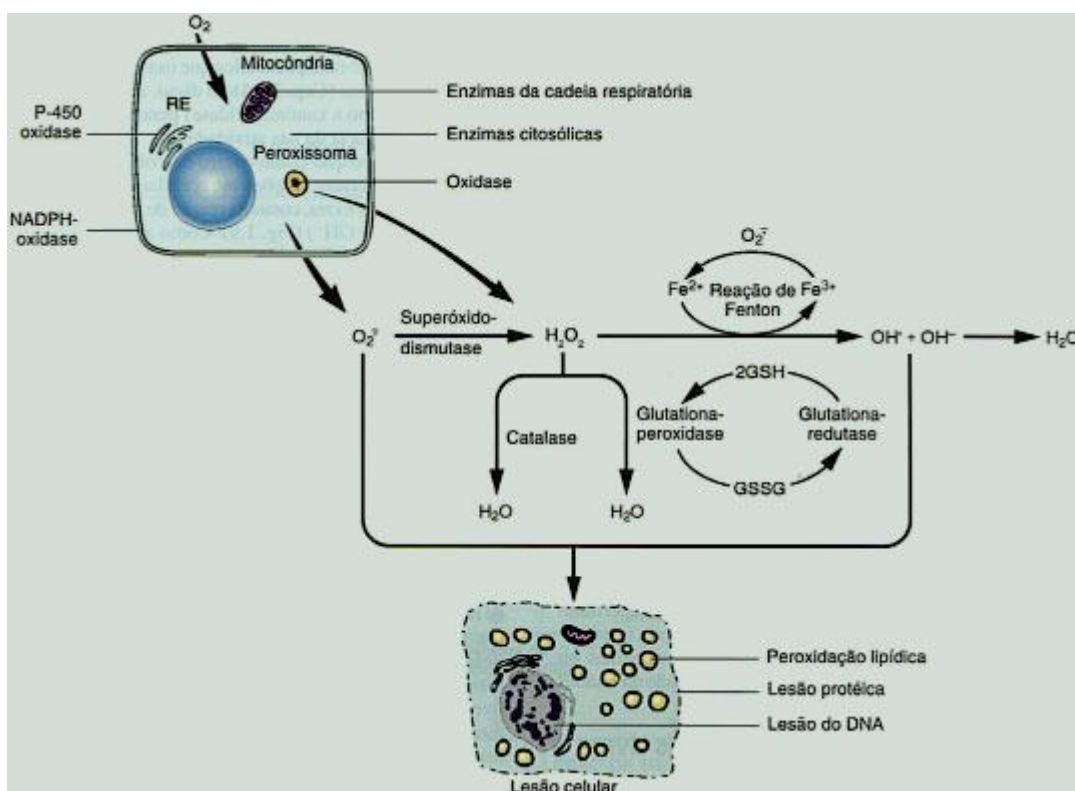 O₂
Mitocôndria
Enzimas da cadeia respiratória
P-450
oxidase
RE
Enzimas citosólicas
Peroxissoma
Oxidase
NADPH-
oxidase
O₂⁻
Fe²⁺ Reação de Fe³⁺
Fenton
Superóxido-
dismutase
O₂⁻
H₂O₂
OH• + OH⁻
H₂O
2GSH
Glutationa-
peroxidase
Glutationa-
redutase
Catalase
GSSG
H₂O
H₂O
Peroxidação lipídica
Lesão protéica
Lesão do DNA
Lesão celular